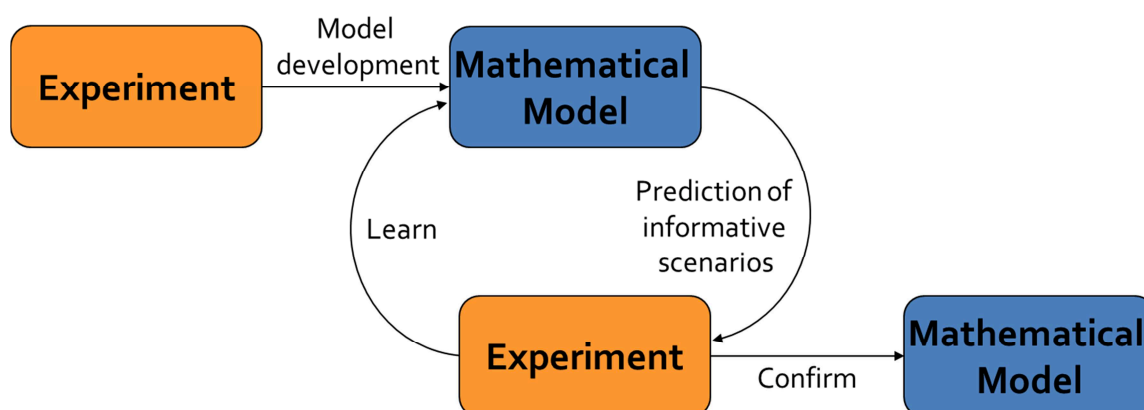 Model
development
Experiment
Mathematical
Model
Prediction of
informative
scenarios
Learn
Experiment
Confirm
Mathematical
Model